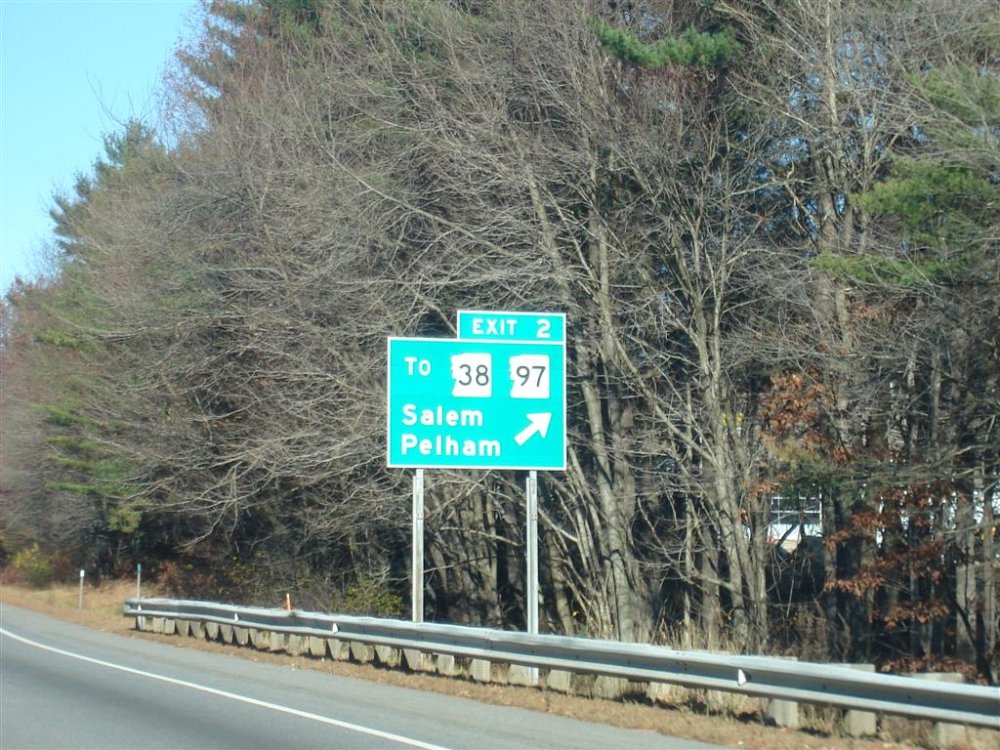 EXIT 2
TO 38 97
Salem
Pelham